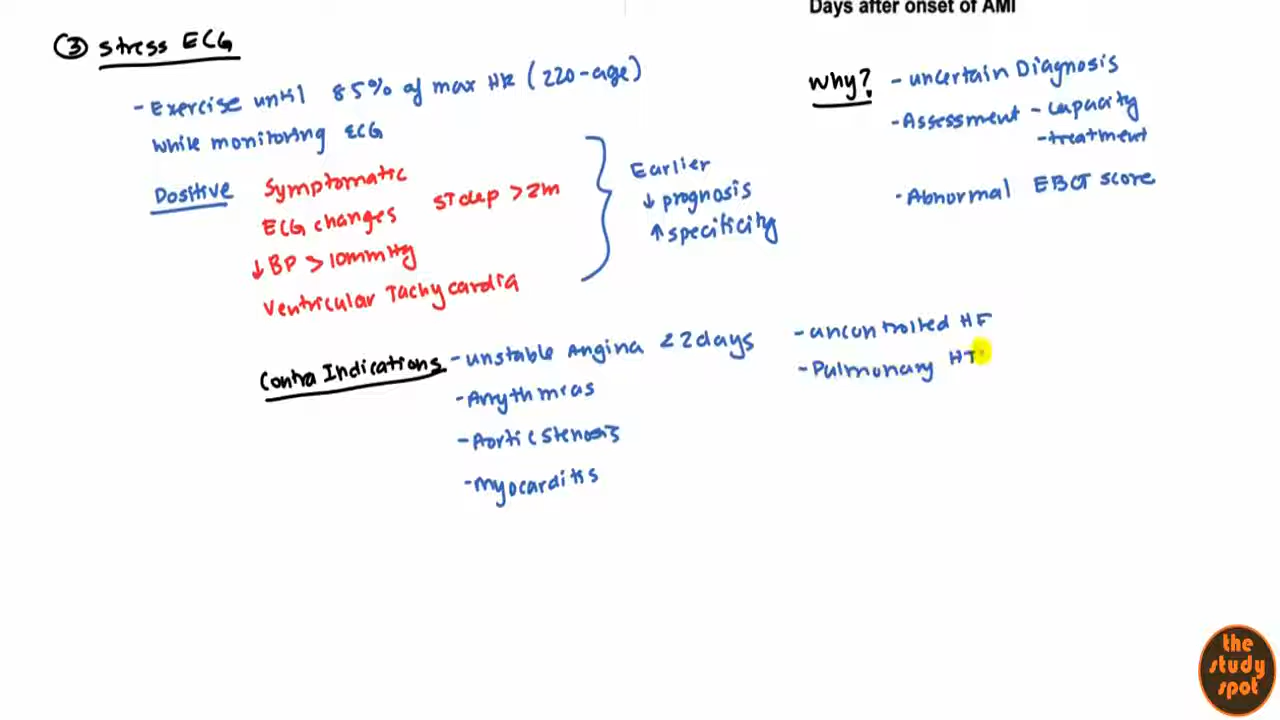 Days after onset of AMI
③ Stress ECG
- Exercise until 85% of max HR (220-age)
while monitoring ECG
Positive
Symptomatic
ECG changes
ST dep > 2m
↓ BP > 10mmHg
Ventricular Tachycardia
Earlier
↓ prognosis
↑ specificity
Why?
- uncertain Diagnosis
- Assessment - capacity
- treatment
- Abnormal EBCT score
Contra Indications
- unstable Angina < 2 days
- Arrythmias
- Aortic Stenosis
- Myocarditis
- uncontrolled HF
- Pulmonary HT
the
study
spot